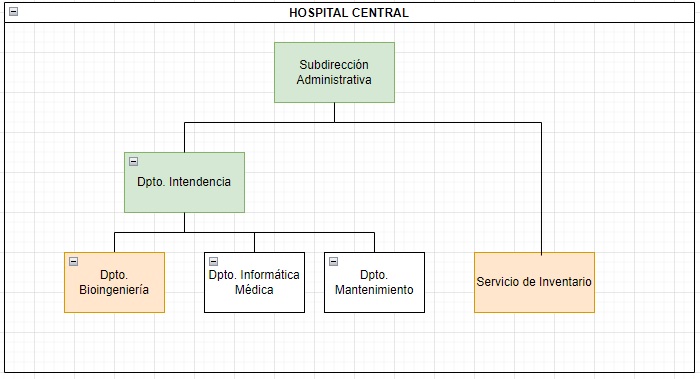 HOSPITAL CENTRAL
Subdirección
Administrativa
Dpto. Intendencia
Dpto.
Bioingeniería
Dpto. Informática
Médica
Dpto.
Mantenimiento
Servicio de Inventario